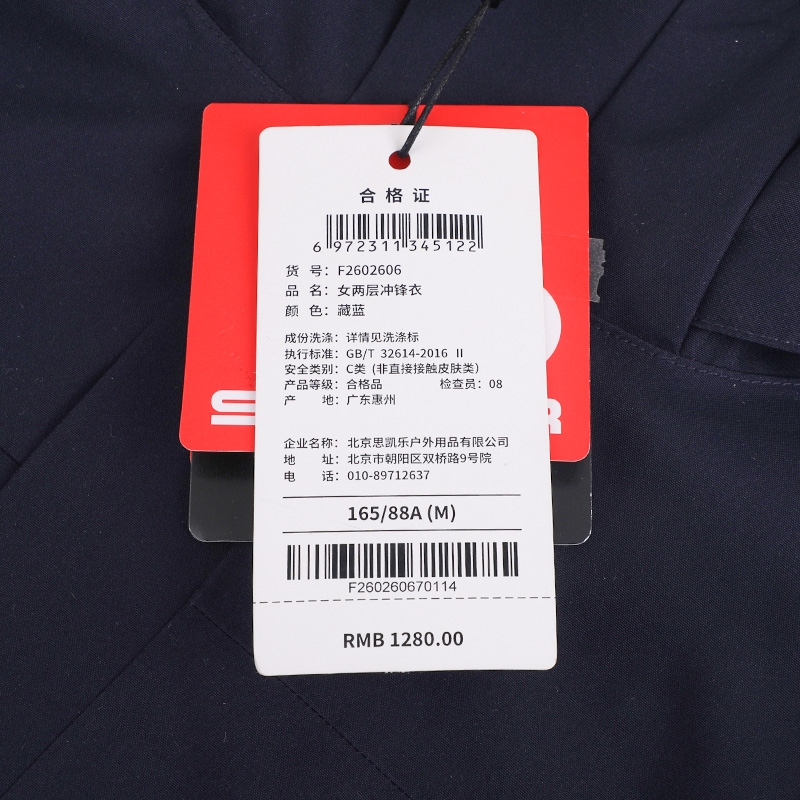 合格证
6 972311 345122
货 号：F2602606
品 名：女两层冲锋衣
颜 色：藏蓝
成份洗涤：详情见洗涤标
执行标准：GB/T 32614-2016 II
安全类别：C类 (非直接接触皮肤类)
产品等级：合格品 检查员：08
产 地：广东惠州
企业名称：北京思凯乐户外用品有限公司
地 址：北京市朝阳区双桥路9号院
电 话：010-89712637
165/88A (M)
F260260670114
RMB 1280.00